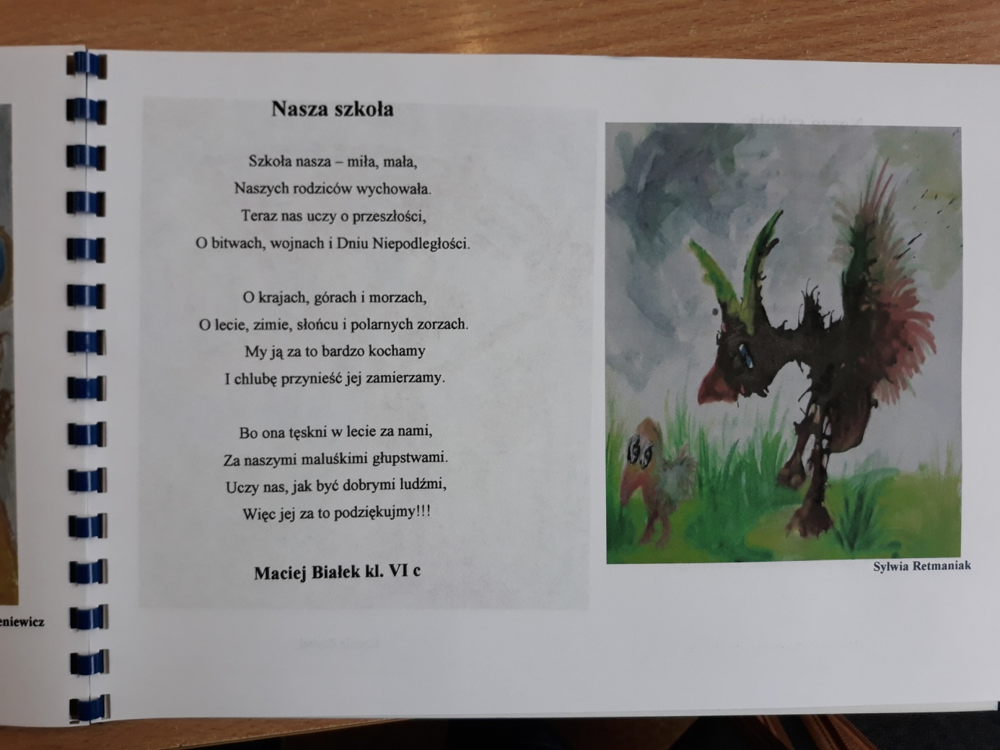 Nasza szkoła
Szkoła nasza – miła, mała,
Naszych rodziców wychowała.
Teraz nas uczy o przeszłości,
O bitwach, wojnach i Dniu Niepodległości.
O krajach, górach i morzach,
O lecie, zimie, słońcu i polarnych zorzach.
My ją za to bardzo kochamy
I chlubę przynieść jej zamierzamy.
Bo ona tęskni w lecie za nami,
Za naszymi maluśkimi głupstwami.
Uczy nas, jak być dobrymi ludźmi,
Więc jej za to podziękujmy!!!
Maciej Białek kl. VI c
Sylwia Retmaniak